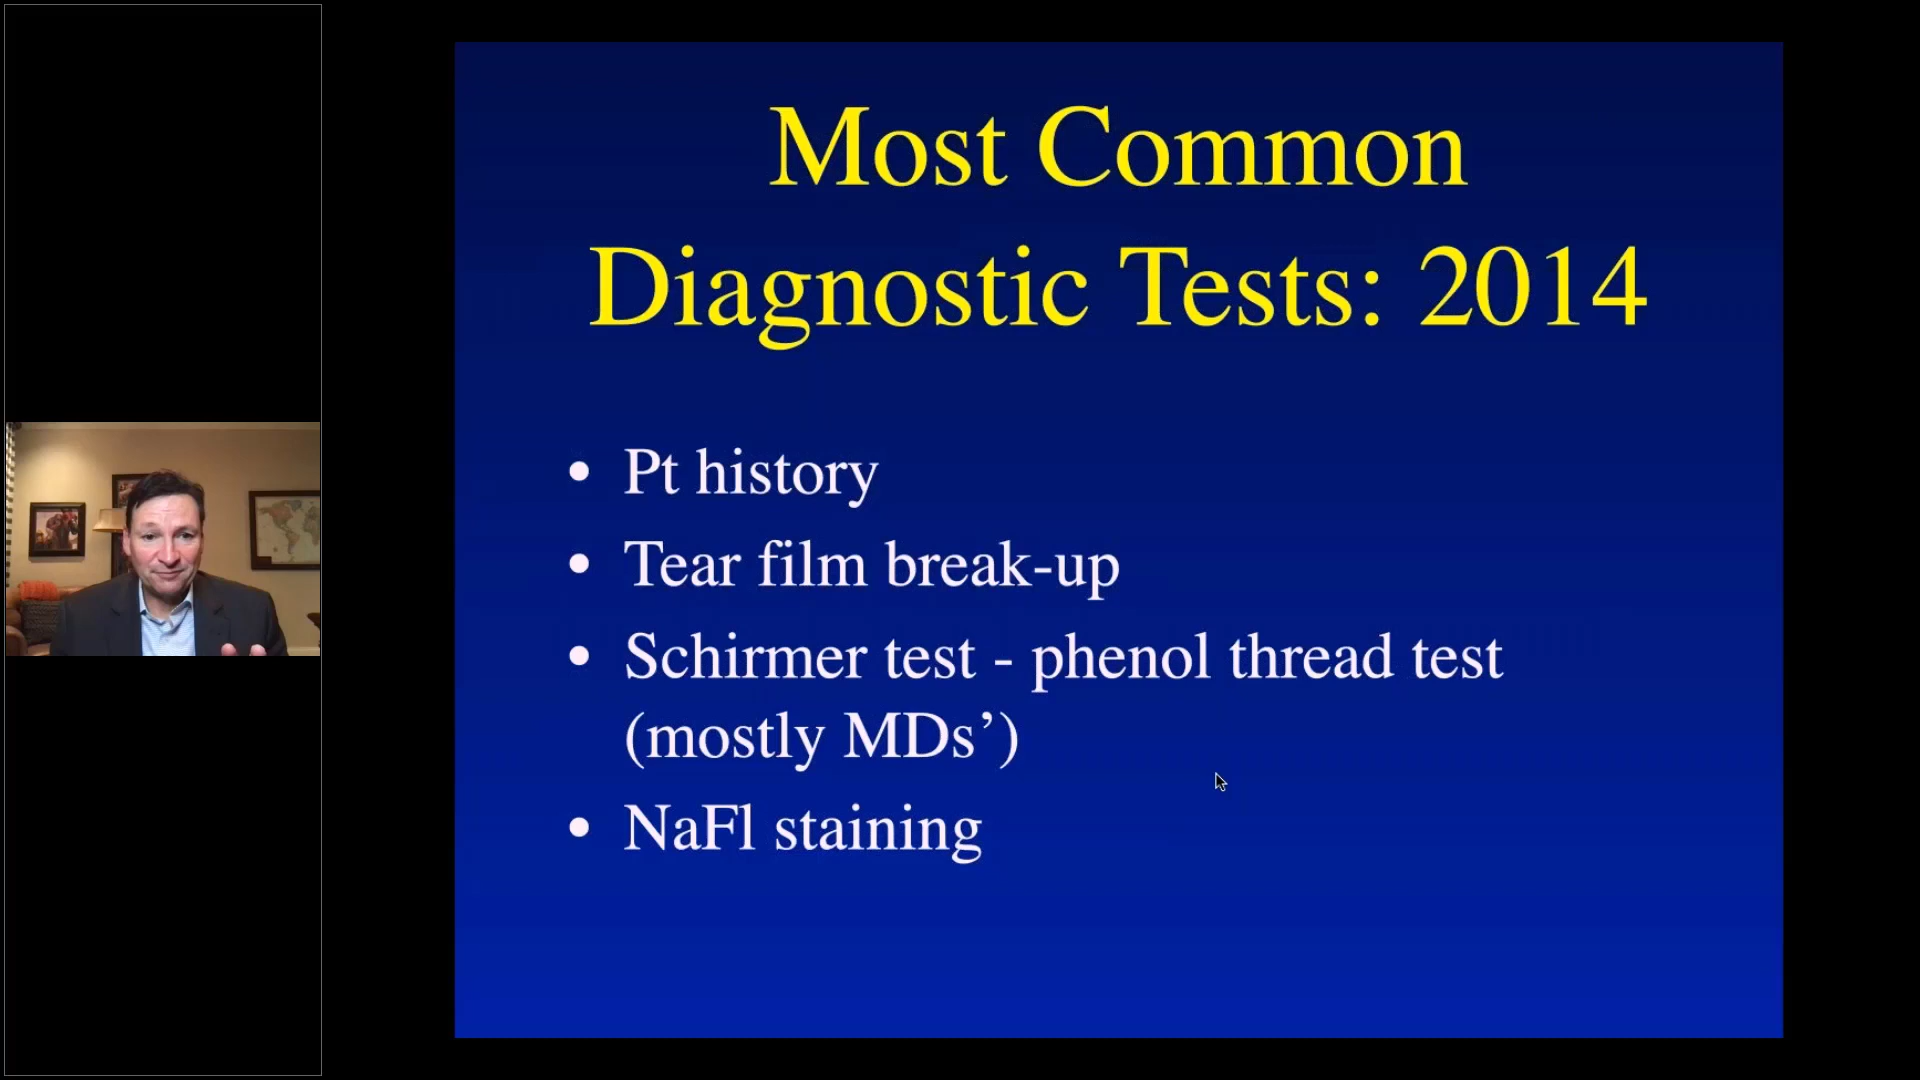 Most Common
Diagnostic Tests: 2014
• Pt history
• Tear film break-up
• Schirmer test - phenol thread test
(mostly MDs’)
• NaFl staining